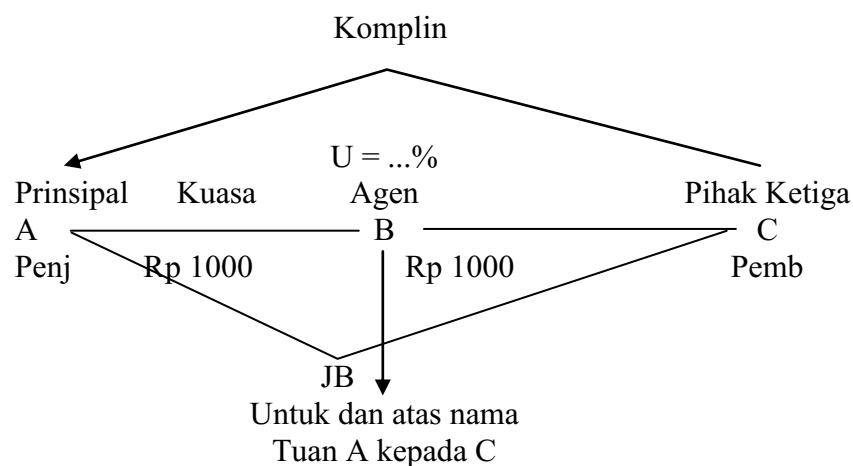 Komplin
U = ...%
Prinsipal Kuasa Agen Pihak Ketiga
A B C
Penj Rp 1000 Rp 1000 Pemb
JB
Untuk dan atas nama
Tuan A kepada C